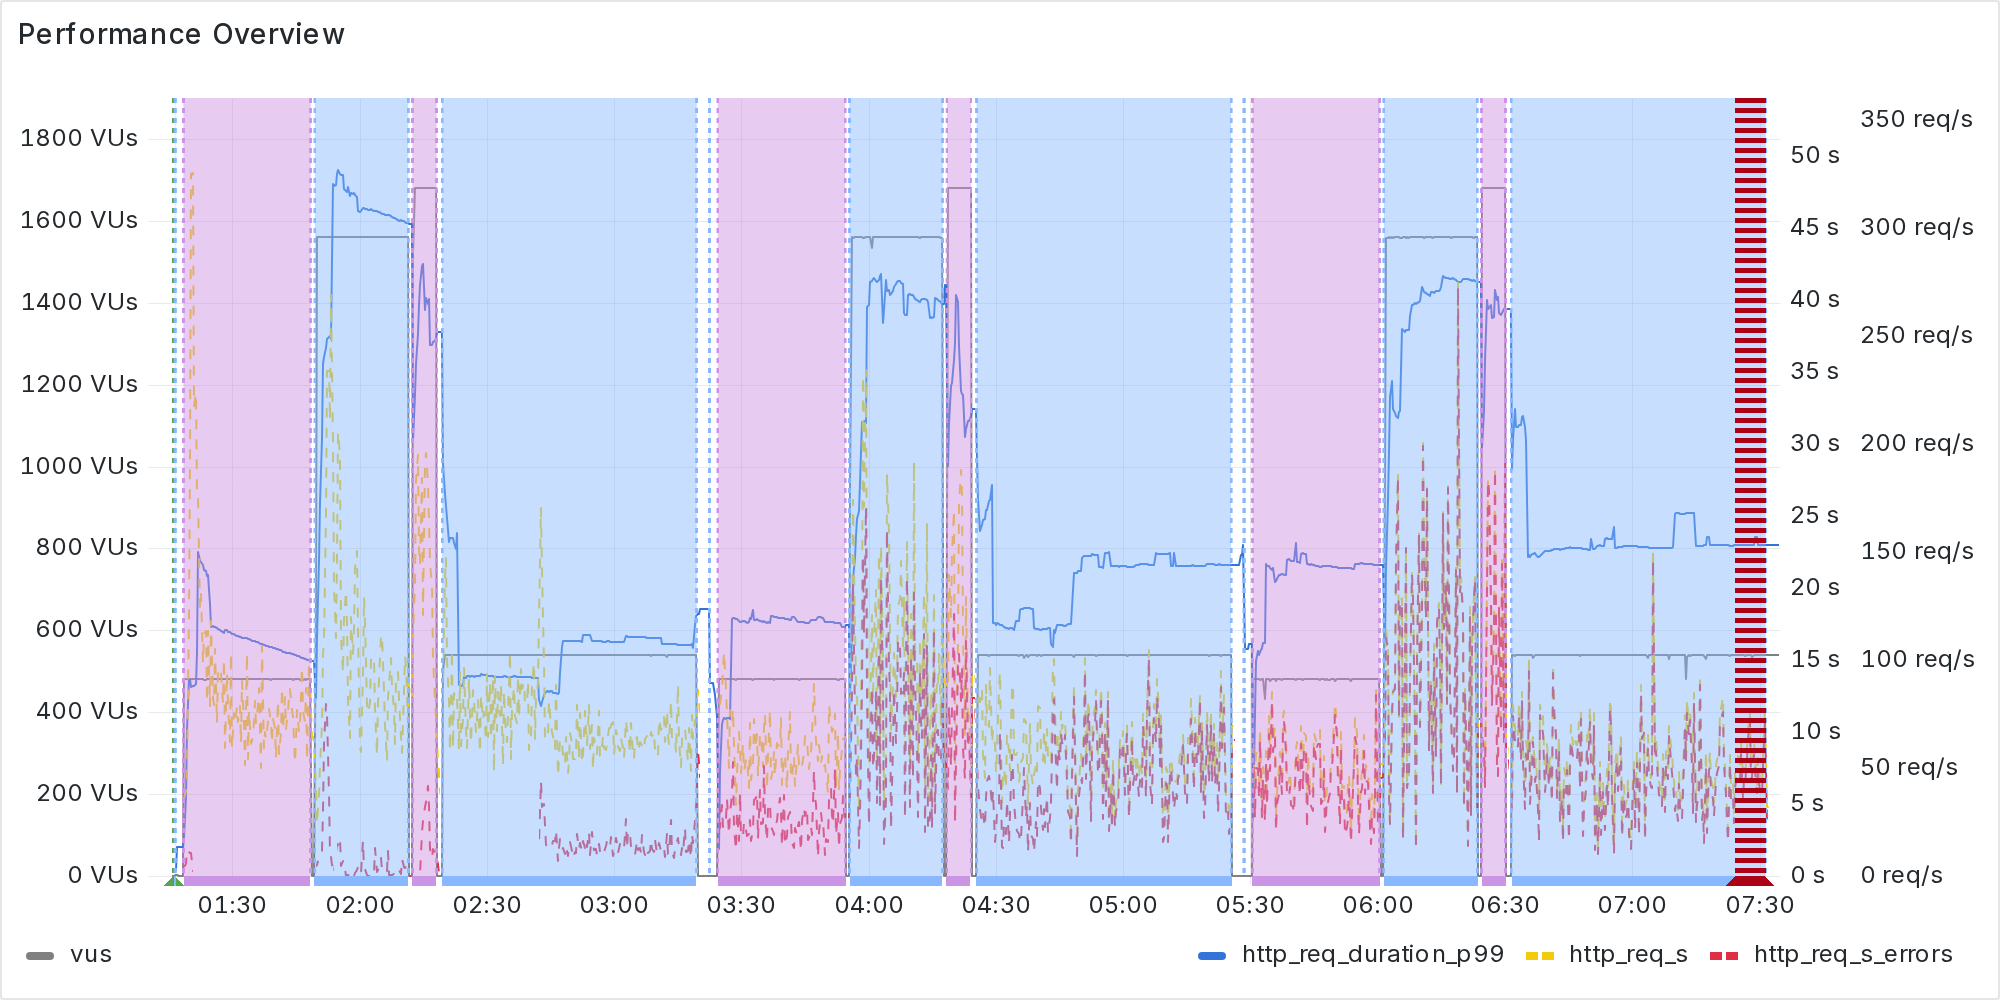 Performance Overview
1800 VUs
1600 VUs
1400 VUs
1200 VUs
1000 VUs
800 VUs
600 VUs
400 VUs
200 VUs
0 VUs
50 s
45 s
40 s
35 s
30 s
25 s
20 s
15 s
10 s
5 s
0 s
350 req/s
300 req/s
250 req/s
200 req/s
150 req/s
100 req/s
50 req/s
0 req/s
01:30 02:00 02:30 03:00 03:30 04:00 04:30 05:00 05:30 06:00 06:30 07:00 07:30
vus http_req_duration_p99 http_req_s http_req_s_errors